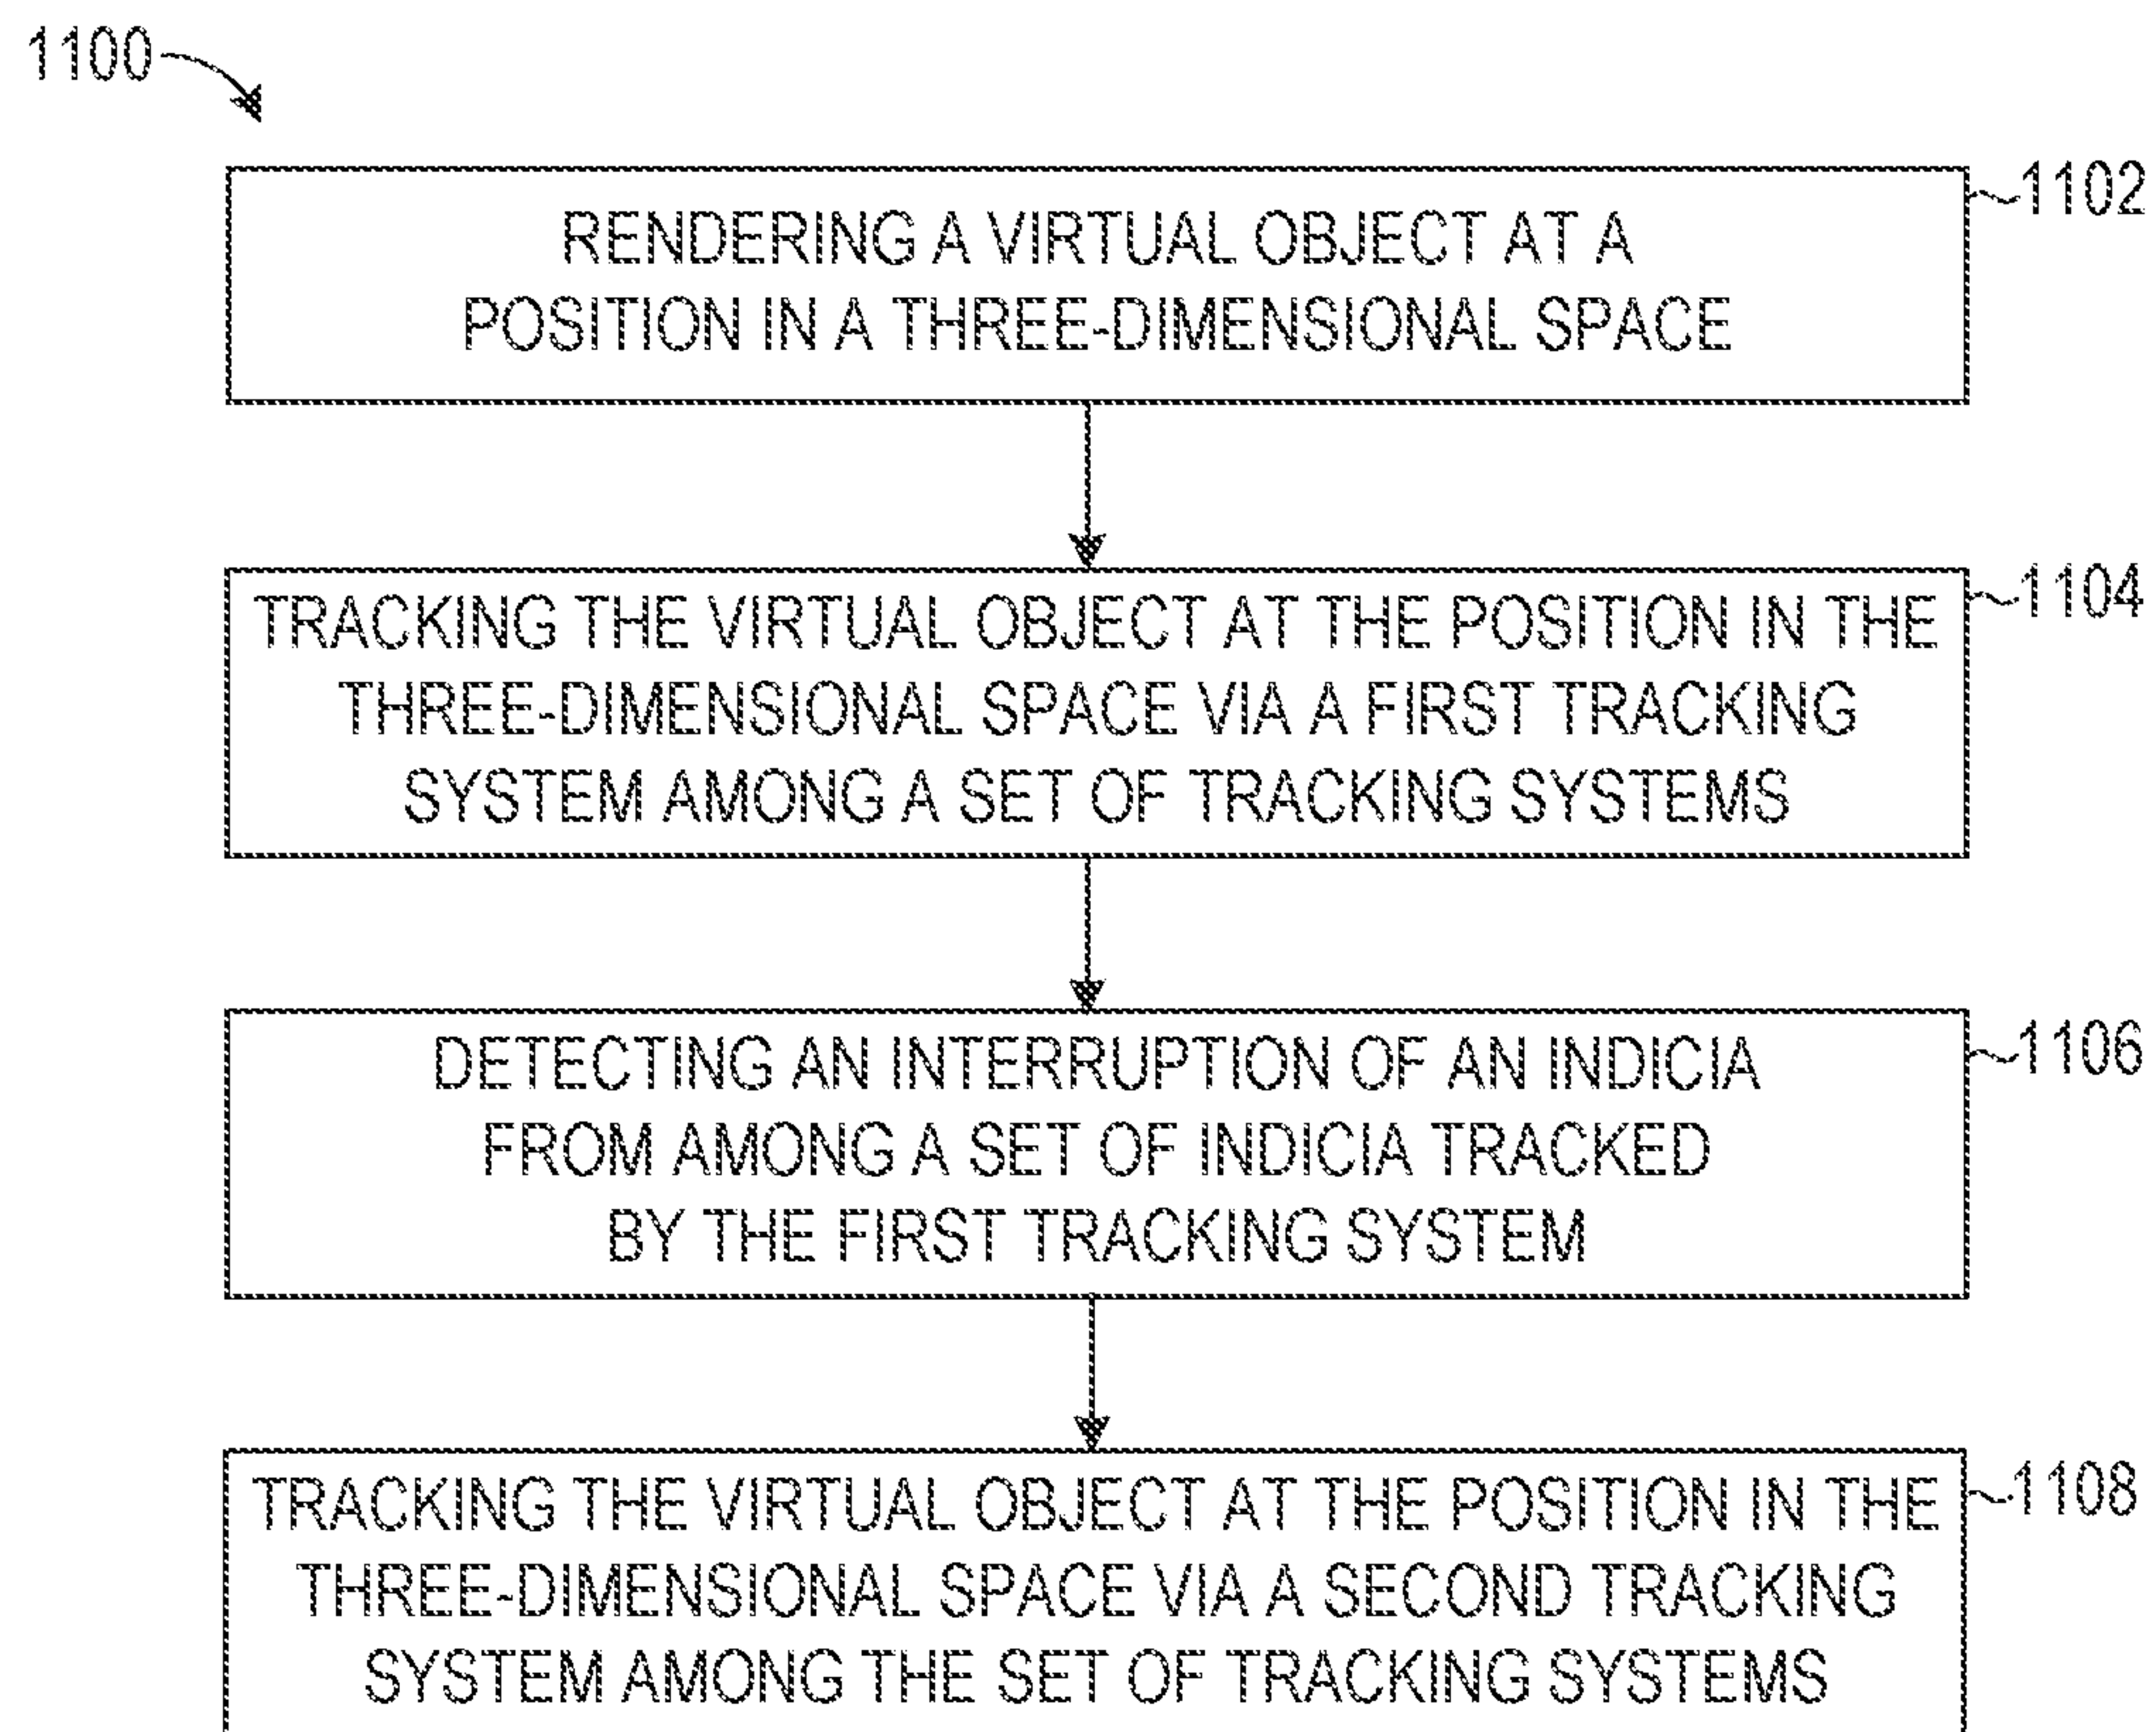 1100
1102
RENDERING A VIRTUAL OBJECT AT A
POSITION IN A THREE-DIMENSIONAL SPACE
1104
TRACKING THE VIRTUAL OBJECT AT THE POSITION IN THE
THREE-DIMENSIONAL SPACE VIA A FIRST TRACKING
SYSTEM AMONG A SET OF TRACKING SYSTEMS
1106
DETECTING AN INTERRUPTION OF AN INDICIA
FROM AMONG A SET OF INDICIA TRACKED
BY THE FIRST TRACKING SYSTEM
1108
TRACKING THE VIRTUAL OBJECT AT THE POSITION IN THE
THREE-DIMENSIONAL SPACE VIA A SECOND TRACKING
SYSTEM AMONG THE SET OF TRACKING SYSTEMS